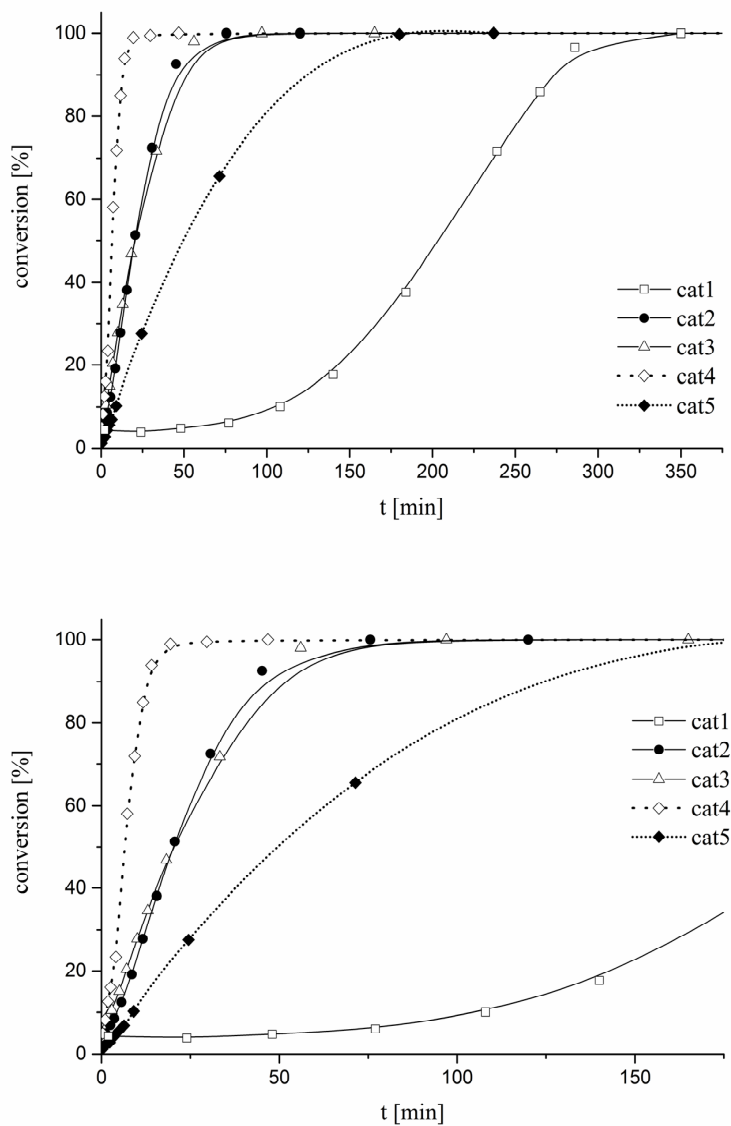 100
80
60
40
20
0
conversion [%]
cat1
cat2
cat3
cat4
cat5
0 50 100 150 200 250 300 350
t [min]
100
80
60
40
20
0
conversion [%]
cat1
cat2
cat3
cat4
cat5
0 50 100 150
t [min]